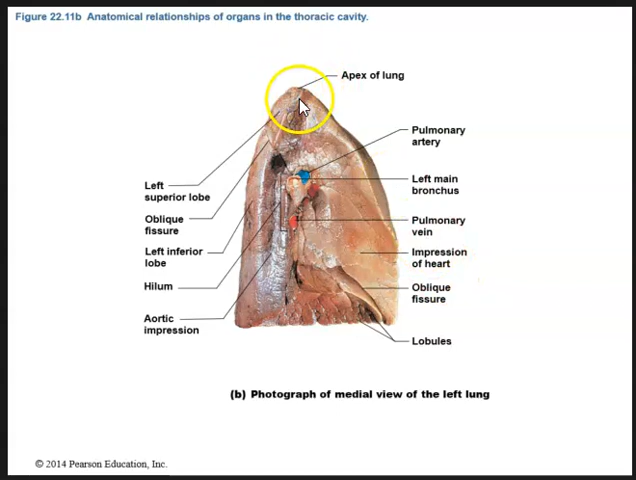 Figure 22.11b Anatomical relationships of organs in the thoracic cavity.
Apex of lung
Pulmonary
artery
Left main
bronchus
Pulmonary
vein
Impression
of heart
Oblique
fissure
Lobules
Left
superior lobe
Oblique
fissure
Left inferior
lobe
Hilum
Aortic
impression
(b) Photograph of medial view of the left lung
© 2014 Pearson Education, Inc.